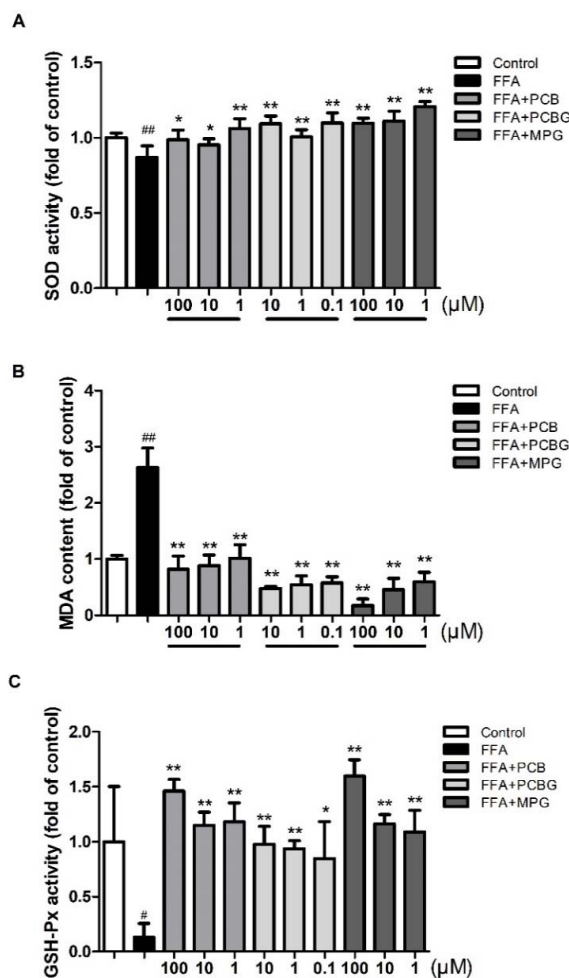 A
SOD activity (fold of control)
1.5
1.0
0.5
0.0
## * * ** ** ** ** ** ** **
100 10 1 10 1 0.1 100 10 1 (μM)
Control
FFA
FFA+PCB
FFA+PCBG
FFA+MPG
B
MDA content (fold of control)
4
3
2
1
0
## ** ** ** ** ** ** ** ** **
100 10 1 10 1 0.1 100 10 1 (μM)
Control
FFA
FFA+PCB
FFA+PCBG
FFA+MPG
C
GSH-Px activity (fold of control)
2.0
1.5
1.0
0.5
0.0
# ** ** ** ** ** * ** ** **
100 10 1 10 1 0.1 100 10 1 (μM)
Control
FFA
FFA+PCB
FFA+PCBG
FFA+MPG